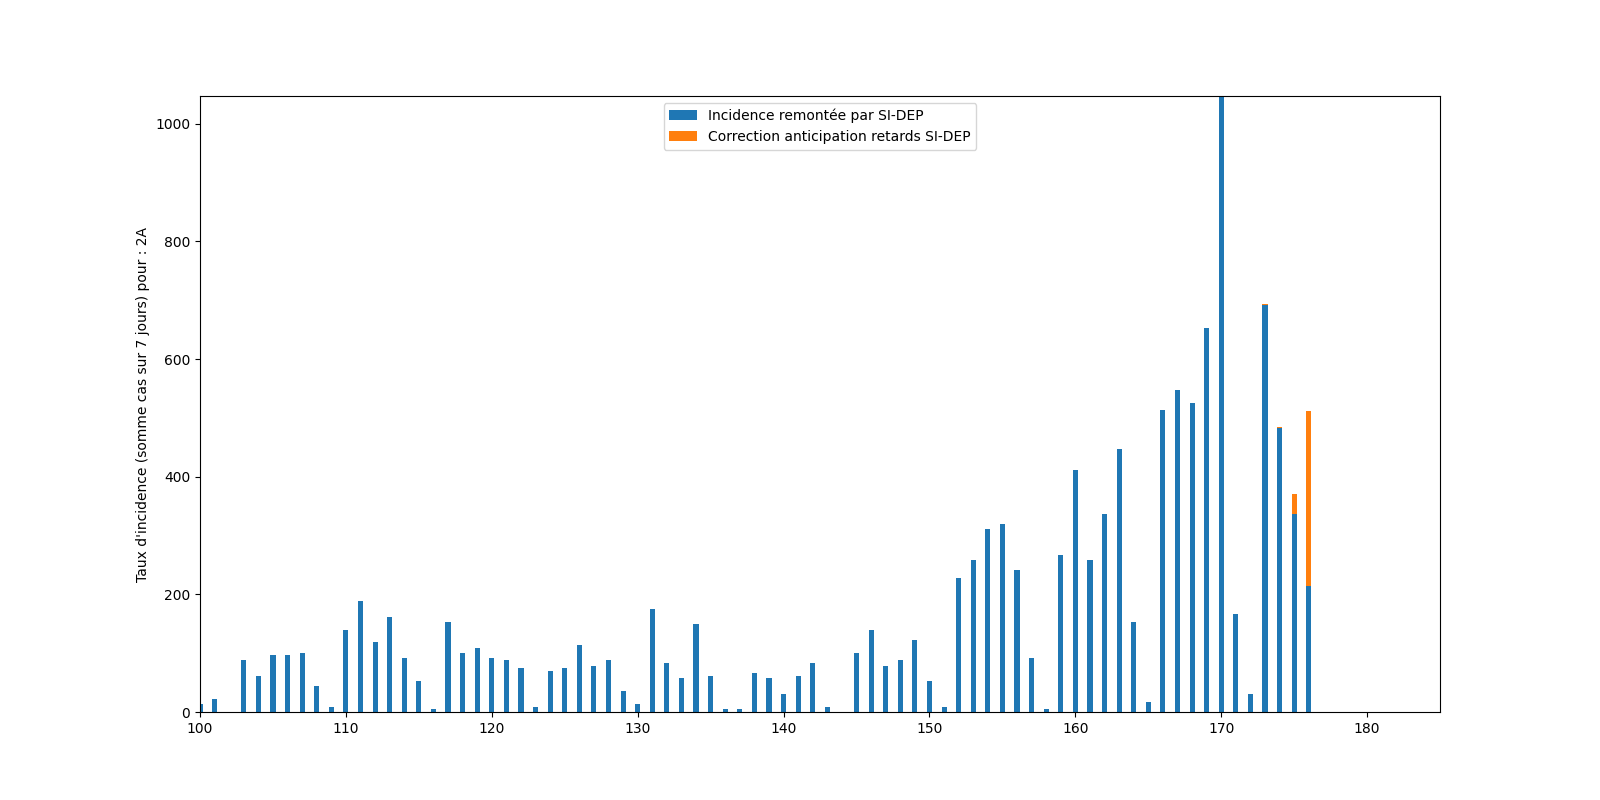 Incidence remontée par SI-DEP
Correction anticipation retards SI-DEP
Taux d'incidence (somme cas sur 7 jours) pour : 2A
1000
800
600
400
200
0
100 110 120 130 140 150 160 170 180